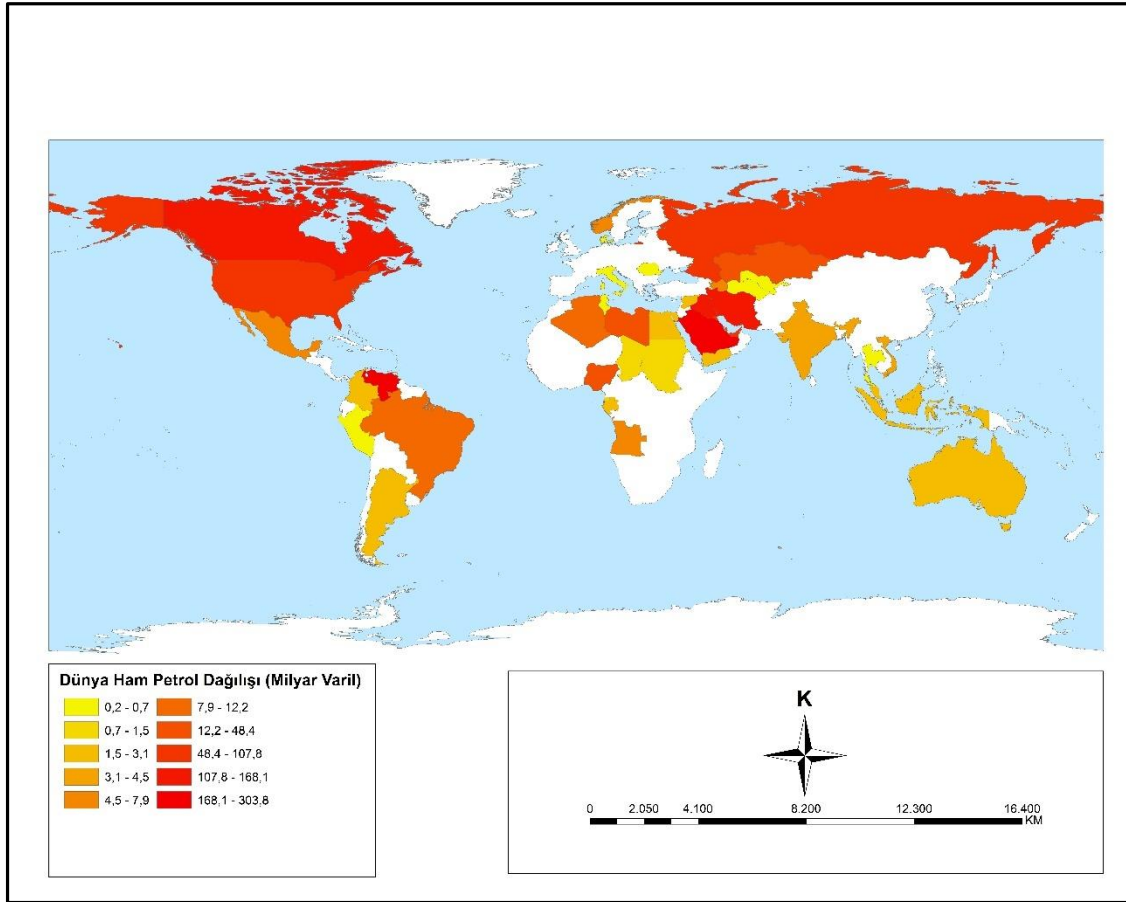 Dünya Ham Petrol Dağılışı (Milyar Varil)
0,2 - 0,7
0,7 - 1,5
1,5 - 3,1
3,1 - 4,5
4,5 - 7,9
7,9 - 12,2
12,2 - 48,4
48,4 - 107,8
107,8 - 168,1
168,1 - 303,8
K
0 2.050 4.100 8.200 12.300 16.400
KM